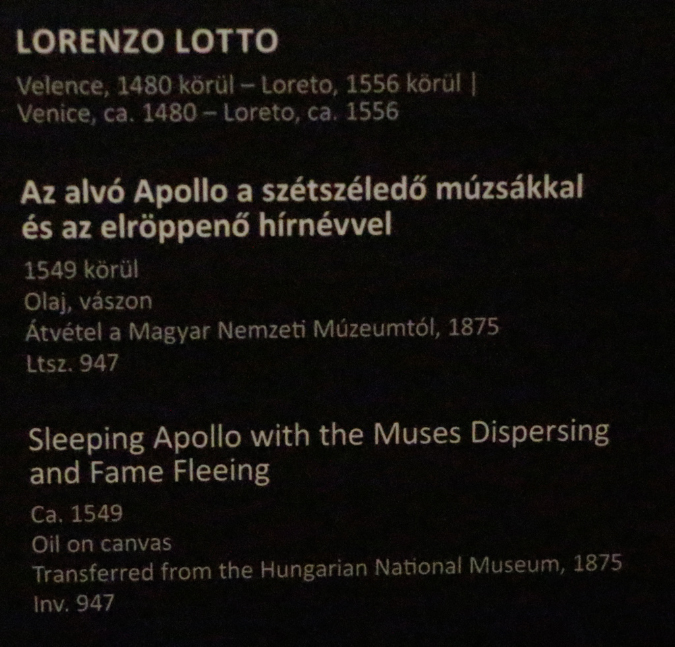 LORENZO LOTTO
Velence, 1480 körül – Loreto, 1556 körül |
Venice, ca. 1480 – Loreto, ca. 1556
Az alvó Apollo a szétszéledő múzsákkal
és az elröppenő hírnévvel
1549 körül
Olaj, vászon
Átvétel a Magyar Nemzeti Múzeumtól, 1875
Ltsz. 947
Sleeping Apollo with the Muses Dispersing
and Fame Fleeing
Ca. 1549
Oil on canvas
Transferred from the Hungarian National Museum, 1875
Inv. 947